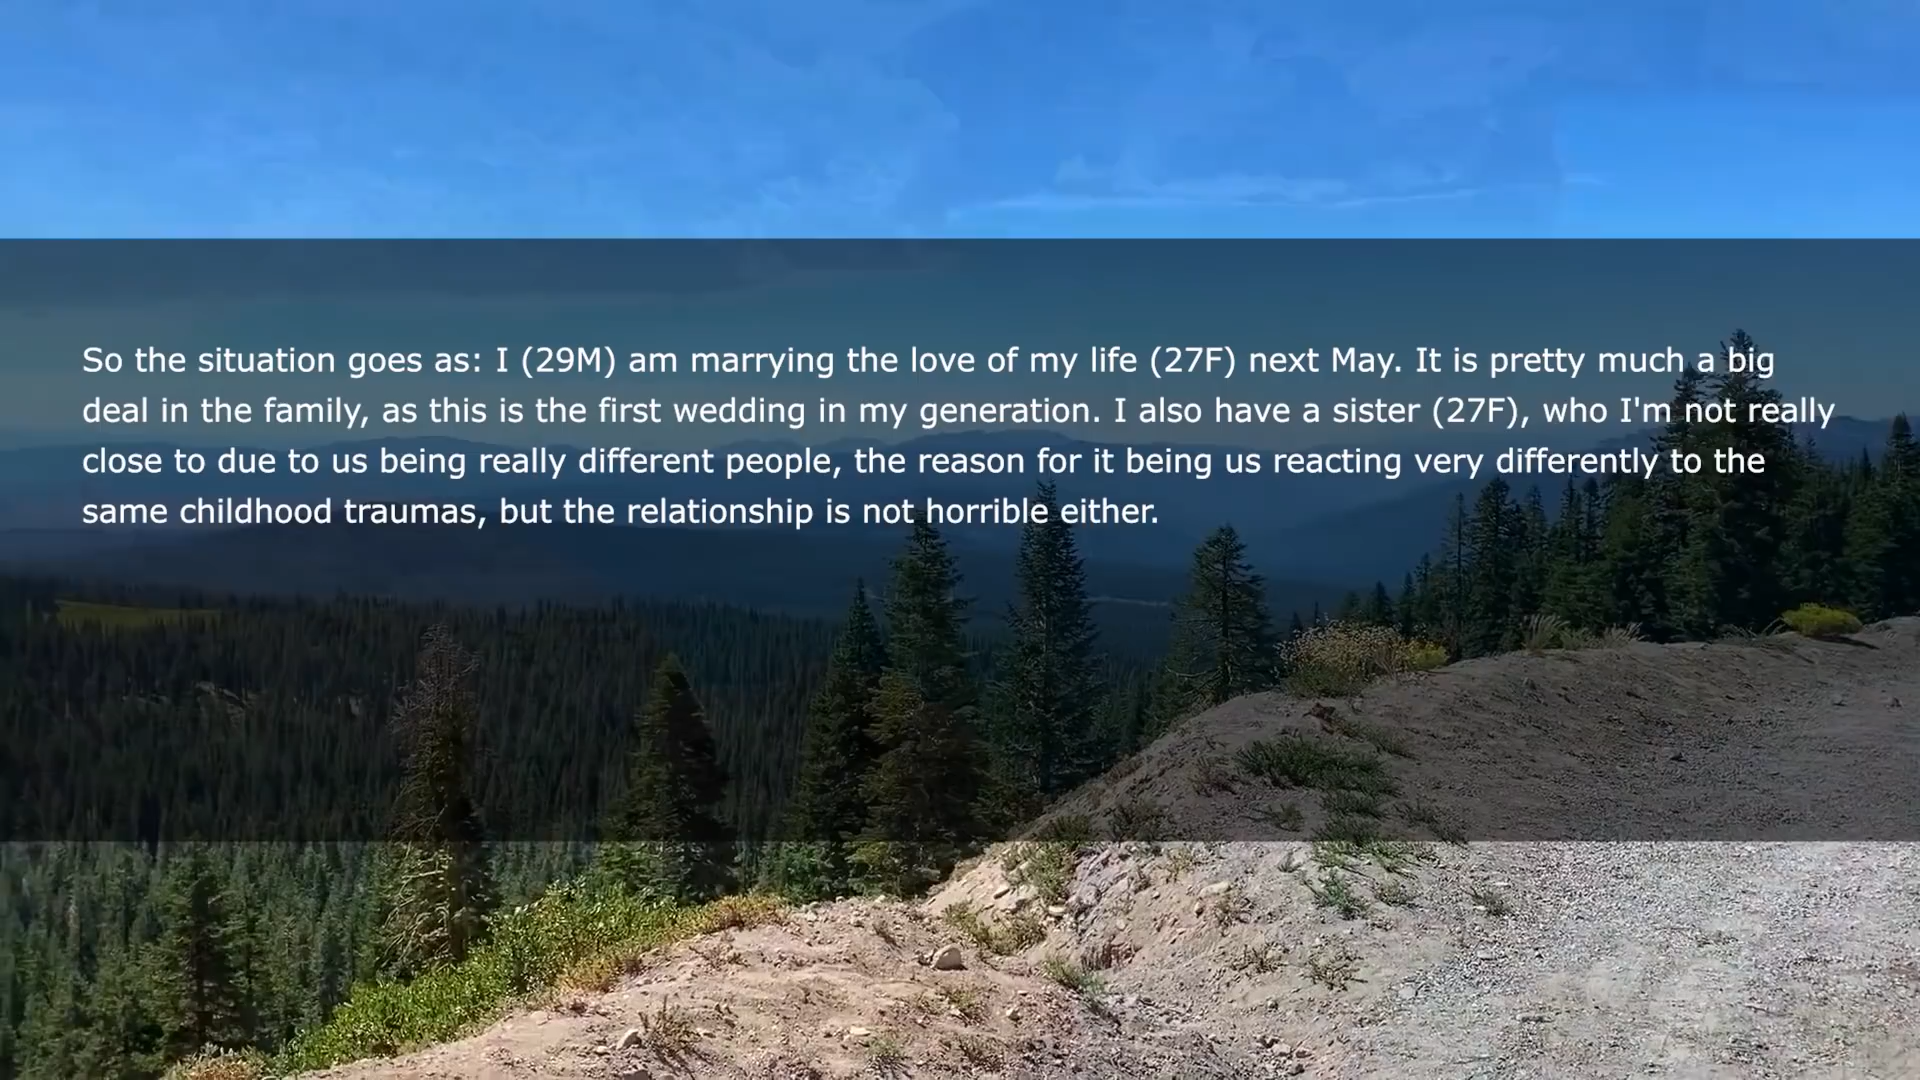 So the situation goes as: I (29M) am marrying the love of my life (27F) next May. It is pretty much a big
deal in the family, as this is the first wedding in my generation. I also have a sister (27F), who I'm not really
close to due to us being really different people, the reason for it being us reacting very differently to the
same childhood traumas, but the relationship is not horrible either.